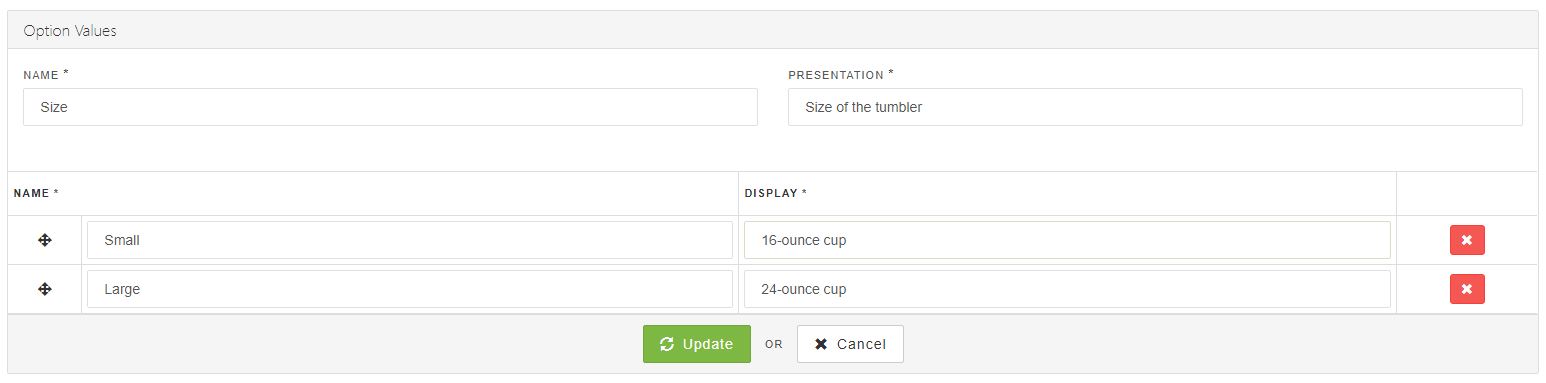 Option Values
NAME * PRESENTATION *
Size Size of the tumbler
NAME * DISPLAY *
Small 16-ounce cup
Large 24-ounce cup
Update OR Cancel